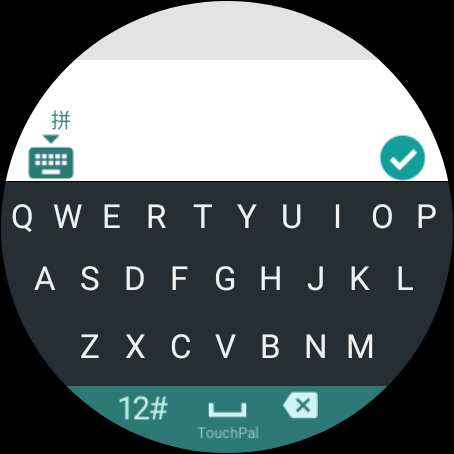 拼
Q W E R T Y U I O P
A S D F G H J K L
Z X C V B N M
12#
TouchPal